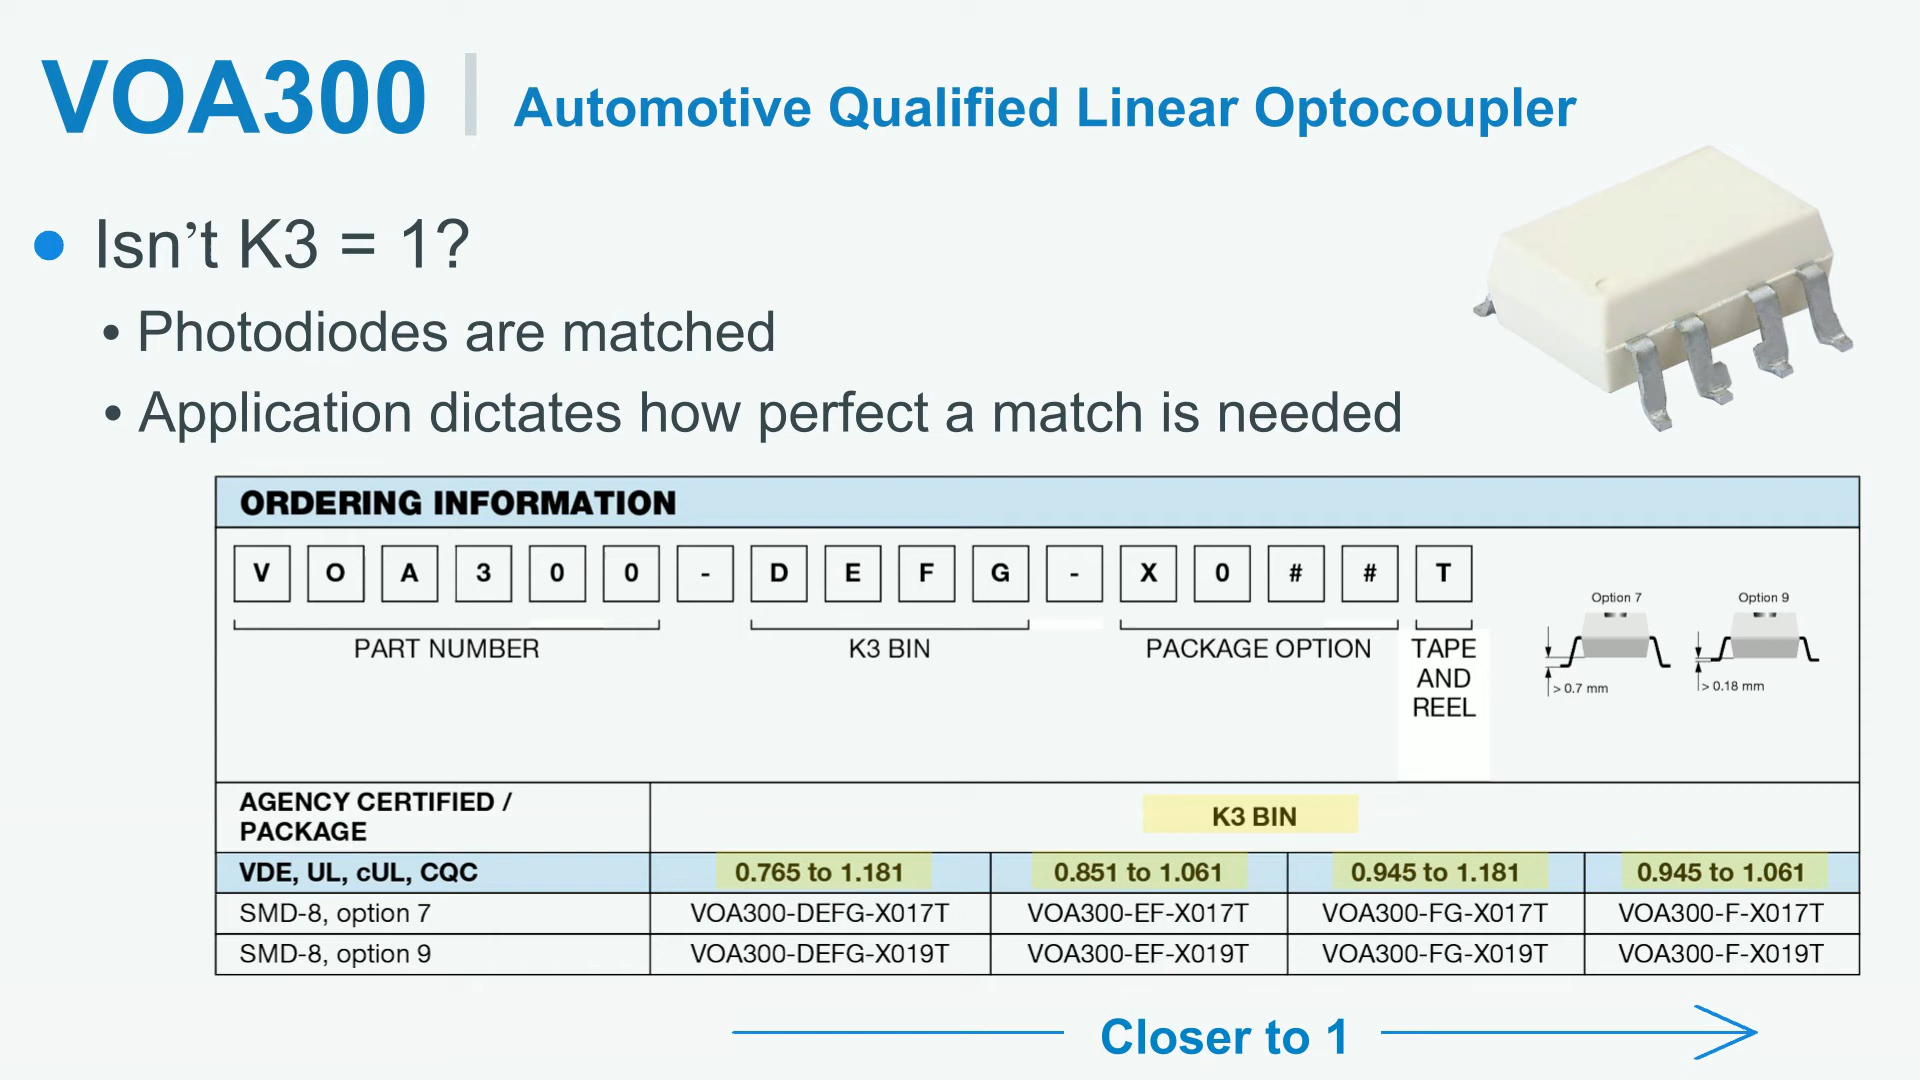 VOA300
Automotive Qualified Linear Optocoupler
● Isn’t K3 = 1?
• Photodiodes are matched
• Application dictates how perfect a match is needed
ORDERING INFORMATION
V O A 3 0 0 - D E F G - X 0 # # T
PART NUMBER K3 BIN PACKAGE OPTION TAPE
AND
REEL
Option 7 Option 9
> 0.7 mm > 0.18 mm
AGENCY CERTIFIED /
PACKAGE
K3 BIN
VDE, UL, cUL, CQC 0.765 to 1.181 0.851 to 1.061 0.945 to 1.181 0.945 to 1.061
SMD-8, option 7 VOA300-DEFG-X017T VOA300-EF-X017T VOA300-FG-X017T VOA300-F-X017T
SMD-8, option 9 VOA300-DEFG-X019T VOA300-EF-X019T VOA300-FG-X019T VOA300-F-X019T
Closer to 1